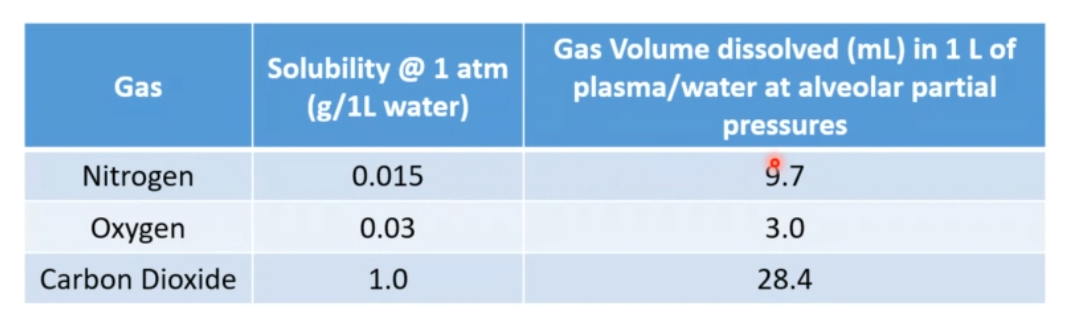 Gas
Solubility @ 1 atm
(g/1L water)
Gas Volume dissolved (mL) in 1 L of
plasma/water at alveolar partial
pressures
Nitrogen 0.015 9.7
Oxygen 0.03 3.0
Carbon Dioxide 1.0 28.4